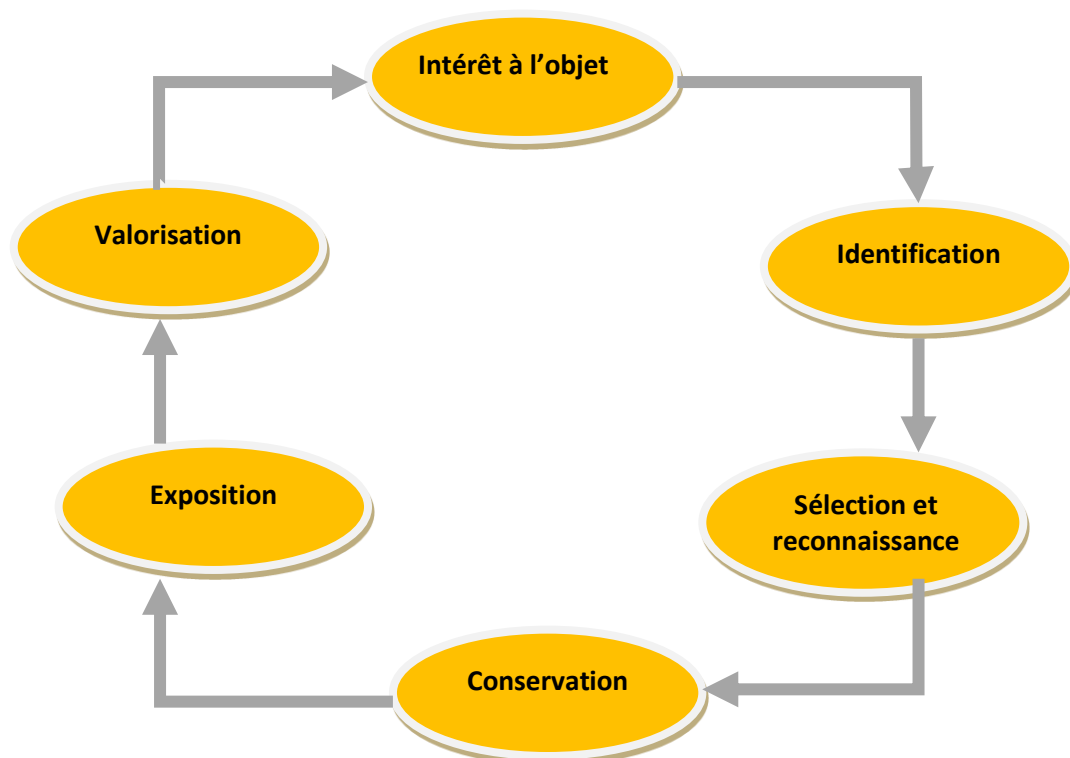 Intérêt à l’objet
Identification
Sélection et
reconnaissance
Conservation
Exposition
Valorisation